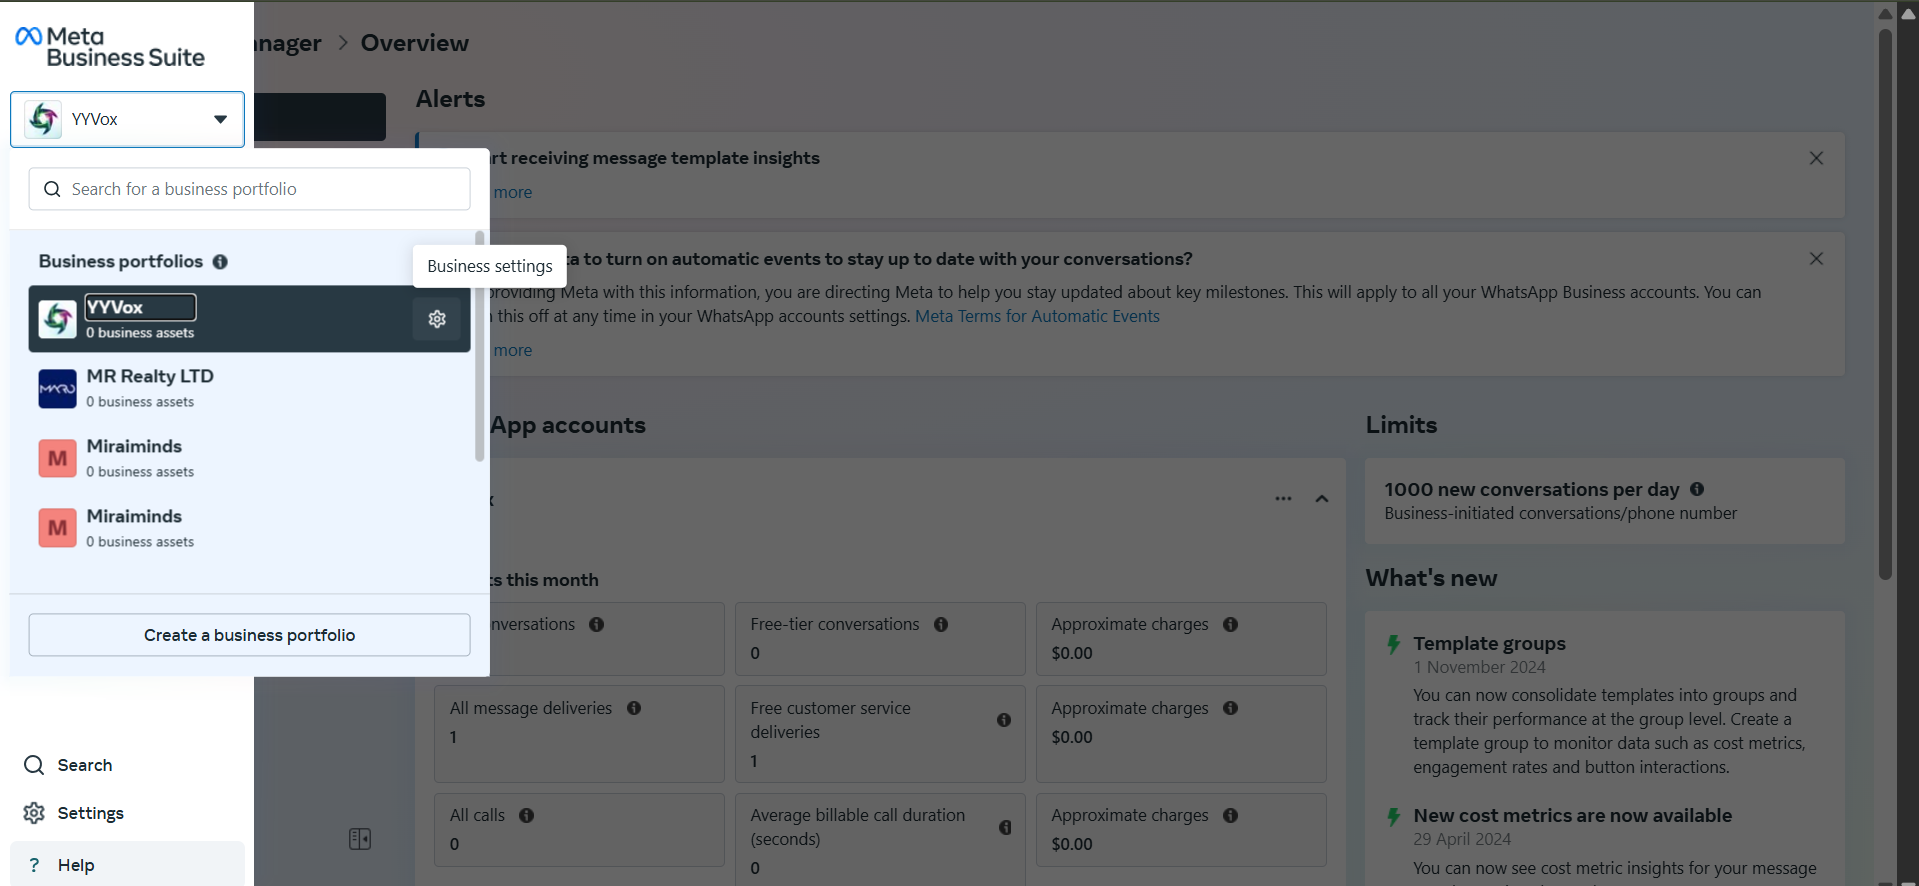 Meta
Business Suite
YYVox
Search for a business portfolio
Business portfolios
Business settings
YYVox
0 business assets
MR Realty LTD
0 business assets
Miraiminds
0 business assets
M
Miraiminds
0 business assets
M
Create a business portfolio
Search
Settings
? Help
nager > Overview
Alerts
rt receiving message template insights
more
ta to turn on automatic events to stay up to date with your conversations?
providing Meta with this information, you are directing Meta to help you stay updated about key milestones. This will apply to all your WhatsApp Business accounts. You can
this off at any time in your WhatsApp accounts settings. Meta Terms for Automatic Events
more
App accounts
x
ts this month
nversations
Free-tier conversations
0
Approximate charges
$0.00
All message deliveries
1
Free customer service
deliveries
1
Approximate charges
$0.00
All calls
0
Average billable call duration
(seconds)
0
Approximate charges
$0.00
Limits
1000 new conversations per day
Business-initiated conversations/phone number
What's new
Template groups
1 November 2024
You can now consolidate templates into groups and
track their performance at the group level. Create a
template group to monitor data such as cost metrics,
engagement rates and button interactions.
New cost metrics are now available
29 April 2024
You can now see cost metric insights for your message